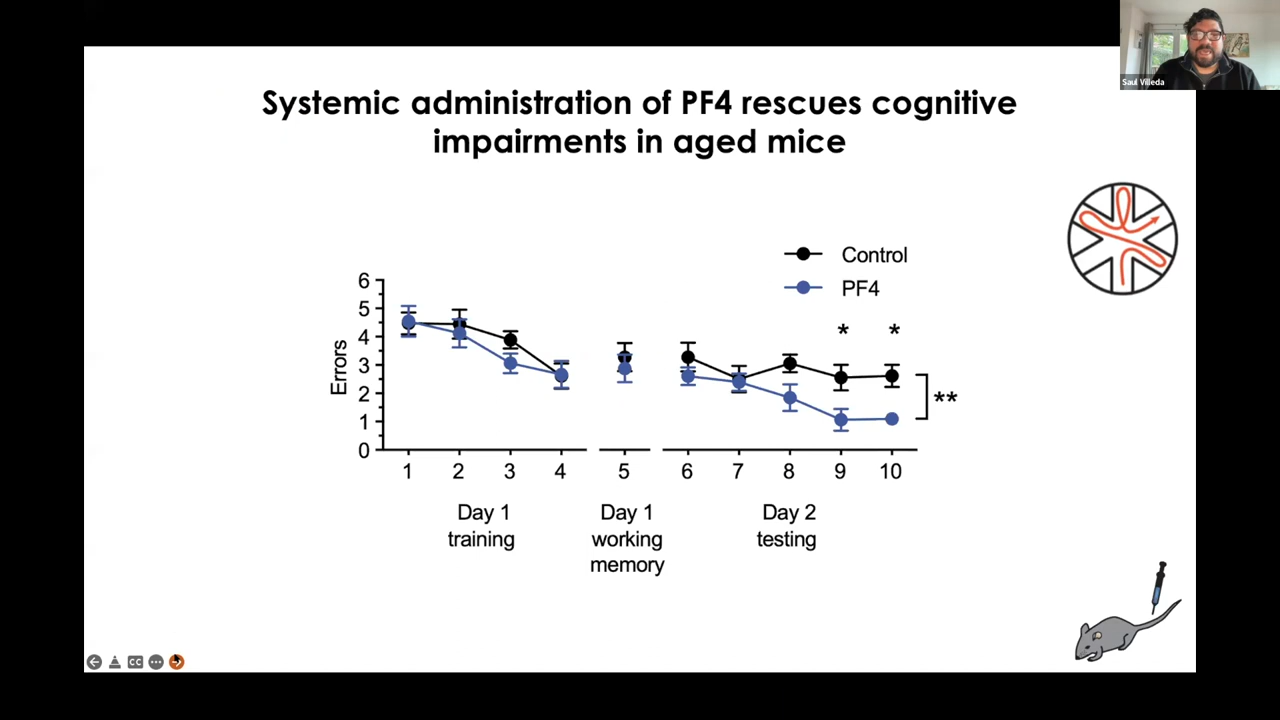 Saul Villeda
Systemic administration of PF4 rescues cognitive
impairments in aged mice
Control
PF4
* *
**
Errors
6
5
4
3
2
1
0
1 2 3 4 5 6 7 8 9 10
Day 1
training
Day 1
working
memory
Day 2
testing
CC